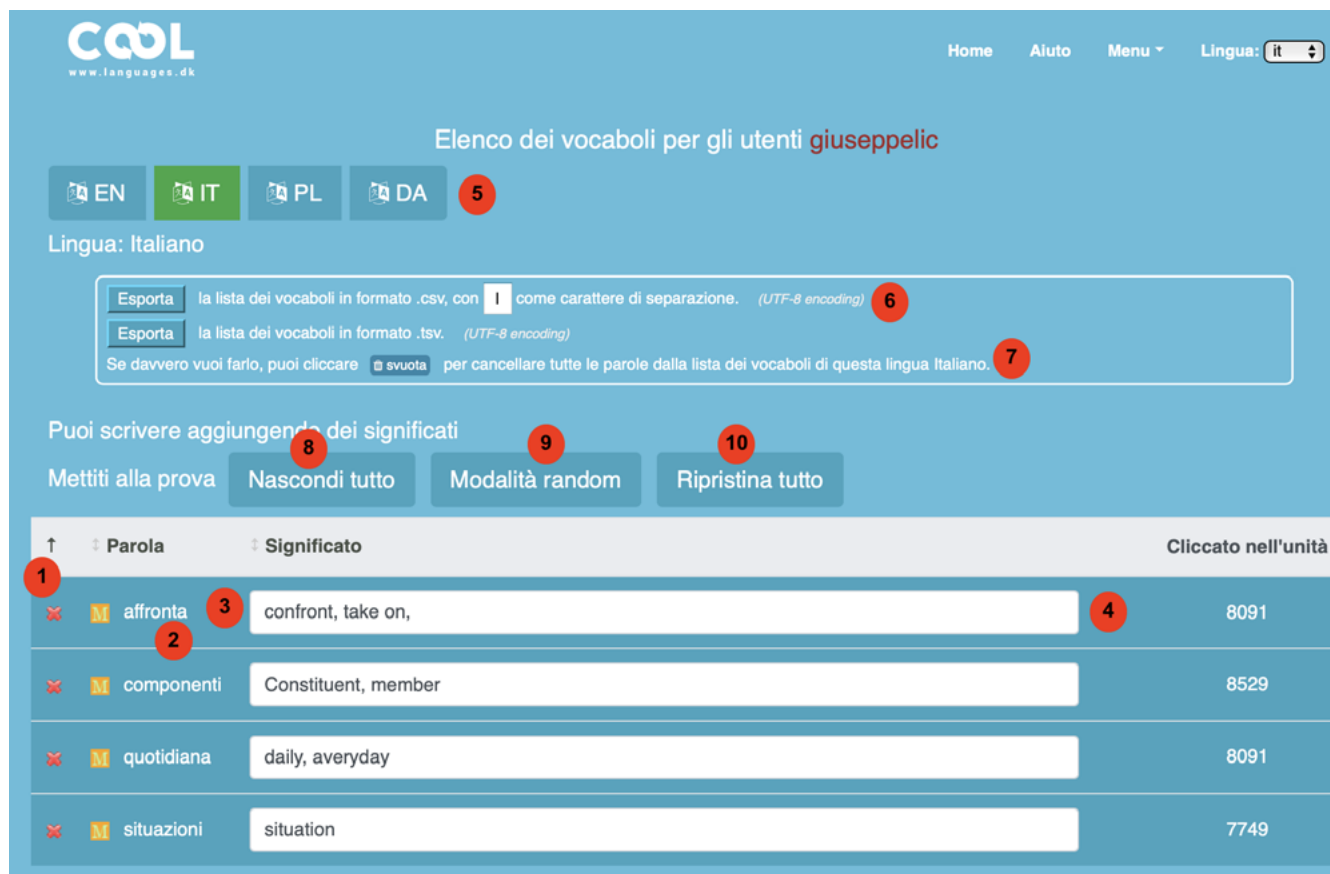 COOL
www.languages.dk
Home Aiuto Menu Lingua: it
Elenco dei vocaboli per gli utenti giuseppelic
EN IT PL DA 5
Lingua: Italiano
Esporta la lista dei vocaboli in formato .csv, con | come carattere di separazione. (UTF-8 encoding) 6
Esporta la lista dei vocaboli in formato .tsv. (UTF-8 encoding)
Se davvero vuoi farlo, puoi cliccare svuota per cancellare tutte le parole dalla lista dei vocaboli di questa lingua Italiano. 7
Puoi scrivere aggiungendo dei significati
8 9 10
Mettiti alla prova Nascondi tutto Modalità random Ripristina tutto
↑ Parola Significato Cliccato nell'unità
1
M affronta 3 confront, take on, 4 8091
2
M componenti Constituent, member 8529
M quotidiana daily, averyday 8091
M situazioni situation 7749